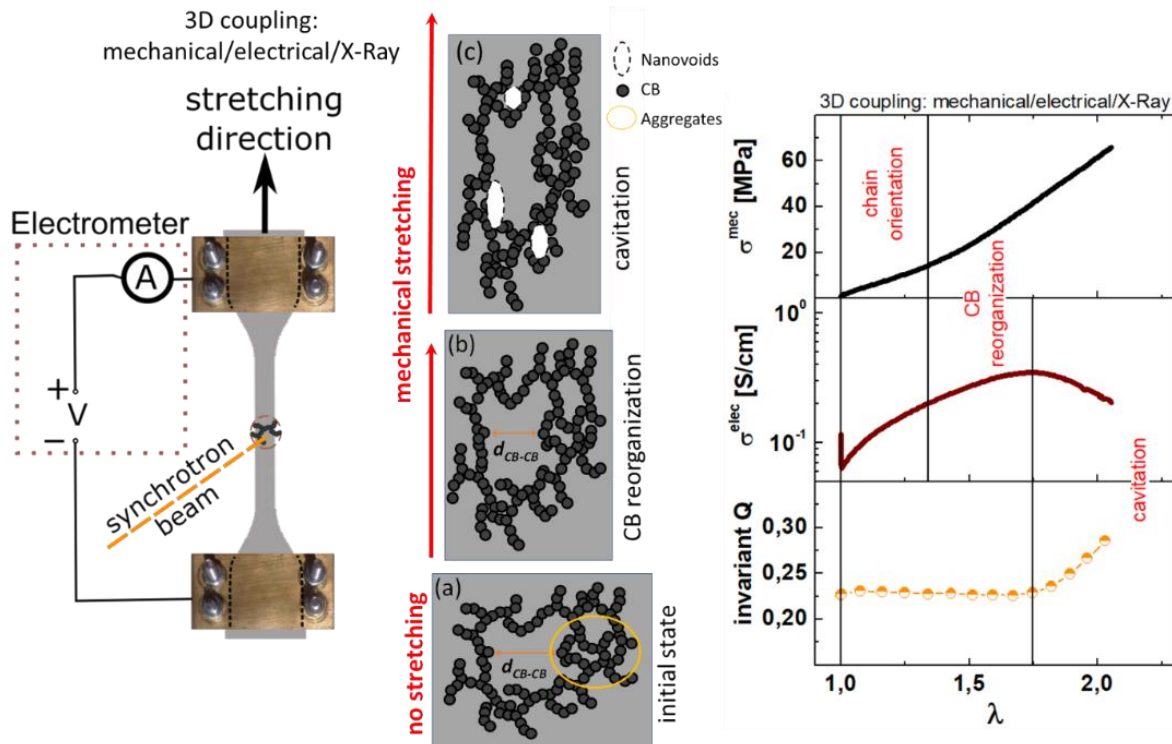 3D coupling:
mechanical/electrical/X-Ray
stretching
direction
Electrometer
A
+
V
−
synchrotron
beam
mechanical stretching
no stretching
(c)
Nanovoids
CB
Aggregates
cavitation
(b)
d_CB-CB
CB reorganization
(a)
d_CB-CB
initial state
3D coupling: mechanical/electrical/X-Ray
σ^mec [MPa]
60
40
20
chain
orientation
CB
reorganization
σ^elec [S/cm]
10^0
10^-1
cavitation
invariant Q
0,30
0,25
0,20
1,0
1,5
2,0
λ